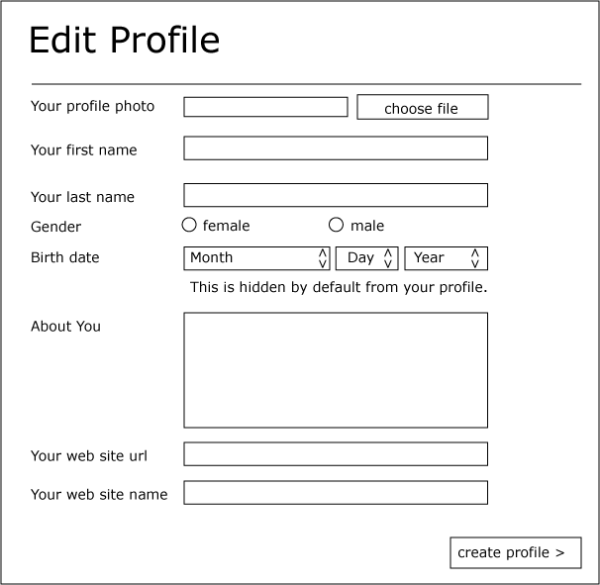 Edit Profile
Your profile photo choose file
Your first name
Your last name
Gender female male
Birth date Month Day Year
This is hidden by default from your profile.
About You
Your web site url
Your web site name
create profile >